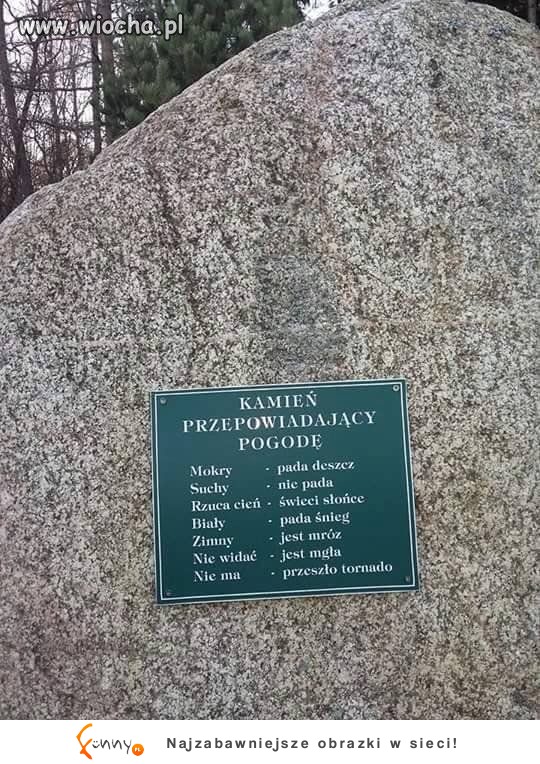 www.wiocha.pl
KAMIEŃ
PRZEPOWIADAJĄCY
POGODĘ
Mokry - pada deszcz
Suchy - nie pada
Rzuca cień - świeci słońce
Biały - pada śnieg
Zimny - jest mróz
Nie widać - jest mgła
Nie ma - przeszło tornado
funny.pl Najzabawniejsze obrazki w sieci!